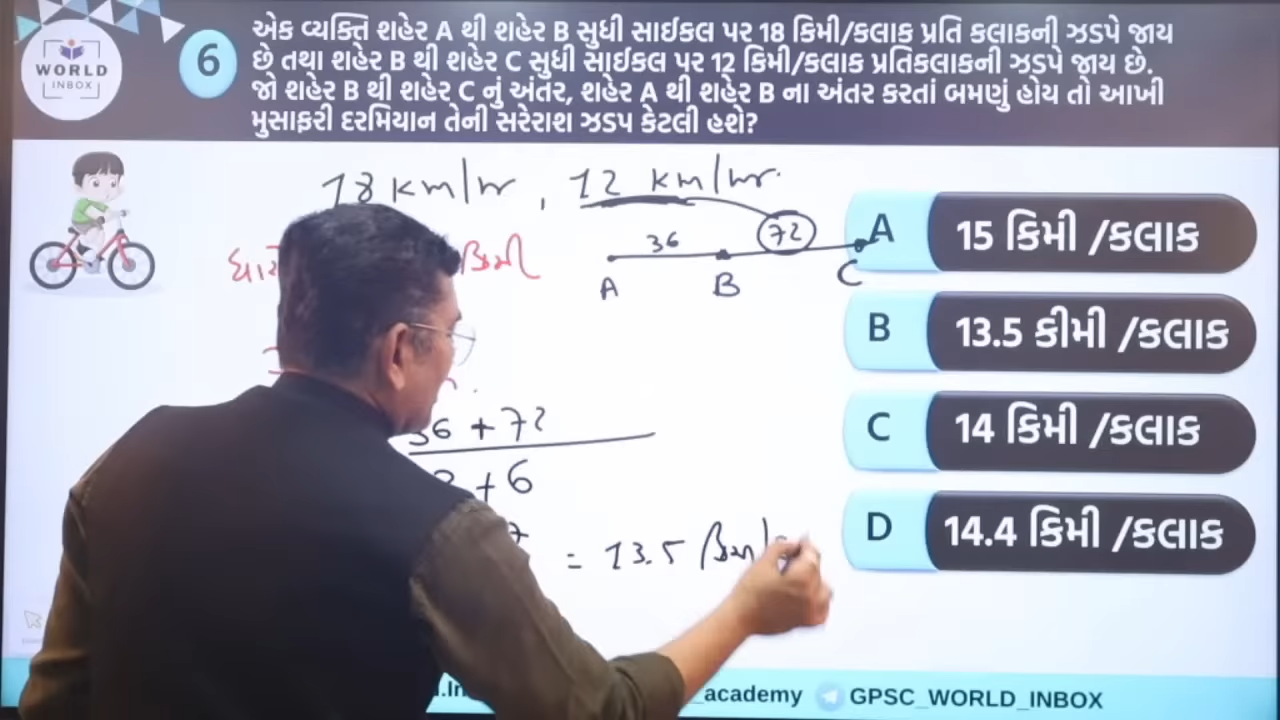 WORLD
INBOX
6
એક વ્યક્તિ શહેર A થી શહેર B સુધી સાઈકલ પર 18 કિમી/કલાક પ્રતિ કલાકની ઝડપે જાય
છે તથા શહેર B થી શહેર C સુધી સાઈકલ પર 12 કિમી/કલાક પ્રતિકલાકની ઝડપે જાય છે.
જો શહેર B થી શહેર C નું અંતર, શહેર A થી શહેર B ના અંતર કરતાં બમણું હોય તો આખી
મુસાફરી દરમિયાન તેની સરેરાશ ઝડપ કેટલી હશે?
18 km/hr, 12 km/hr.
36 72
A B C
કિમી
36 + 72
+ 6
= 13.5
A 15 કિમી /કલાક
B 13.5 કીમી /કલાક
C 14 કિમી /કલાક
D 14.4 કિમી /કલાક
_academy GPSC_WORLD_INBOX